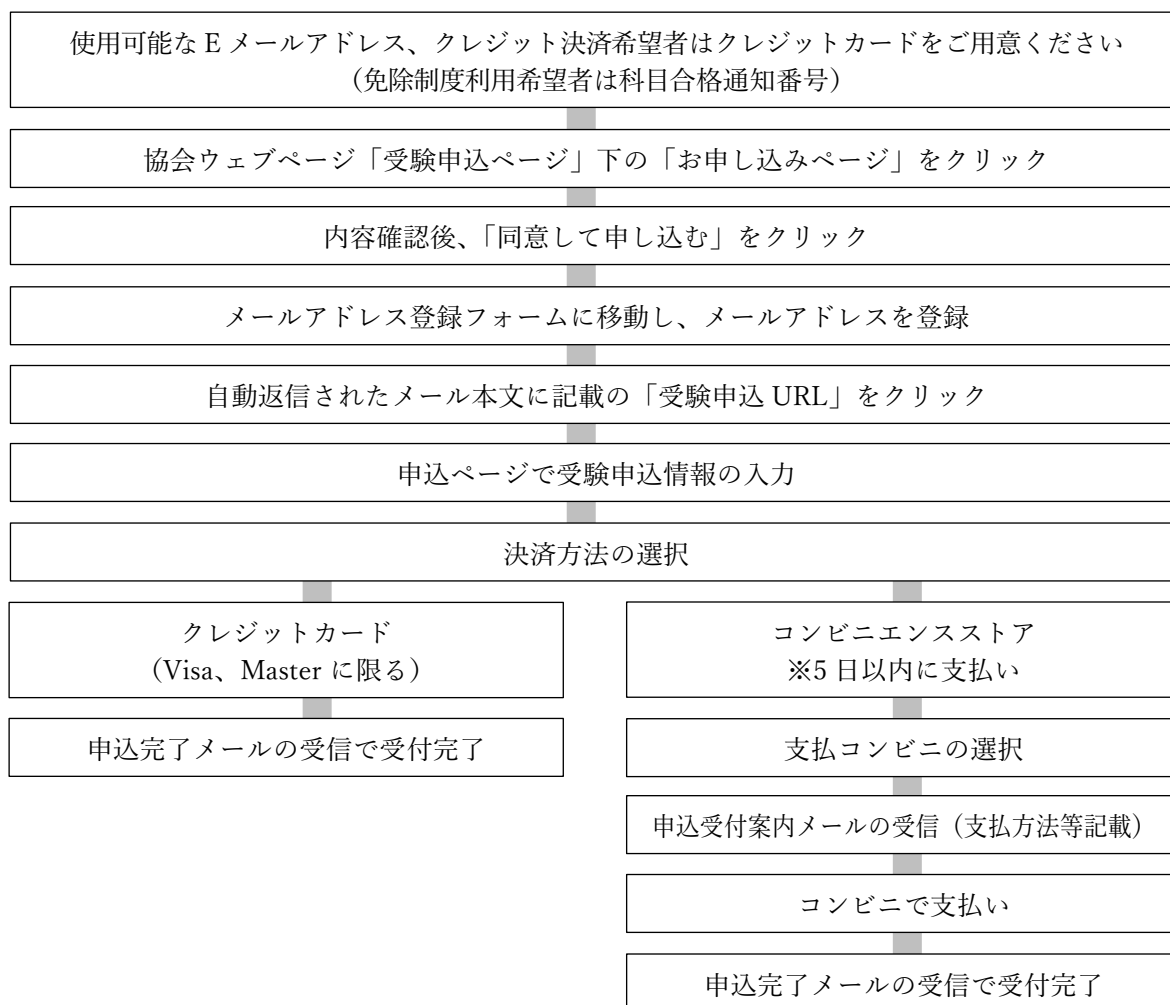 使用可能な E メールアドレス、クレジット決済希望者はクレジットカードをご用意ください
（免除制度利用希望者は科目合格通知番号）
協会ウェブページ「受験申込ページ」下の「お申し込みページ」をクリック
内容確認後、「同意して申し込む」をクリック
メールアドレス登録フォームに移動し、メールアドレスを登録
自動返信されたメール本文に記載の「受験申込 URL」をクリック
申込ページで受験申込情報の入力
決済方法の選択
クレジットカード
（Visa、Master に限る）
申込完了メールの受信で受付完了
コンビニエンスストア
※5 日以内に支払い
支払コンビニの選択
申込受付案内メールの受信（支払方法等記載）
コンビニで支払い
申込完了メールの受信で受付完了